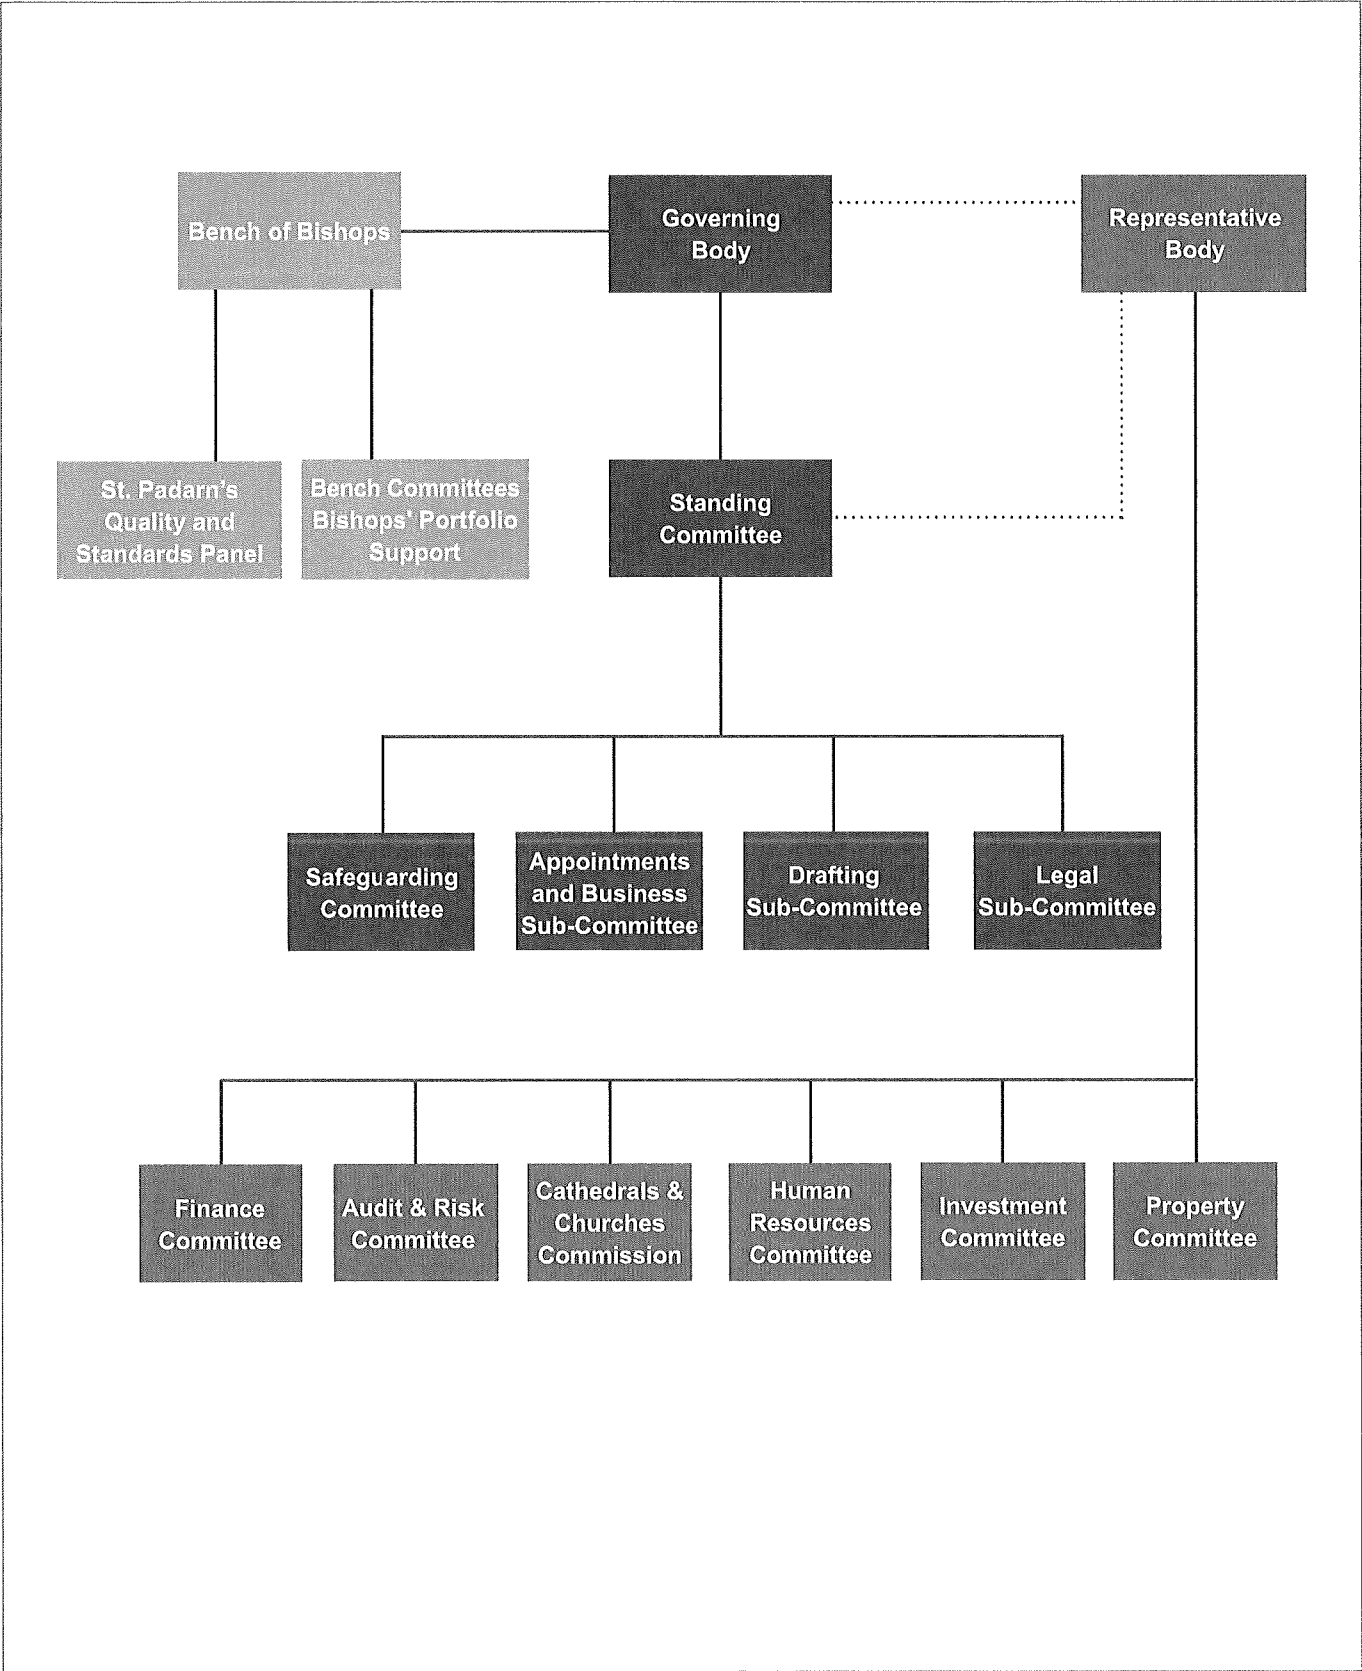 Bench of Bishops
Governing
Body
Representative
Body
St. Padarn's
Quality and
Standards Panel
Bench Committees
Bishops' Portfolio
Support
Standing
Committee
Safeguarding
Committee
Appointments
and Business
Sub-Committee
Drafting
Sub-Committee
Legal
Sub-Committee
Finance
Committee
Audit & Risk
Committee
Cathedrals &
Churches
Commission
Human
Resources
Committee
Investment
Committee
Property
Committee